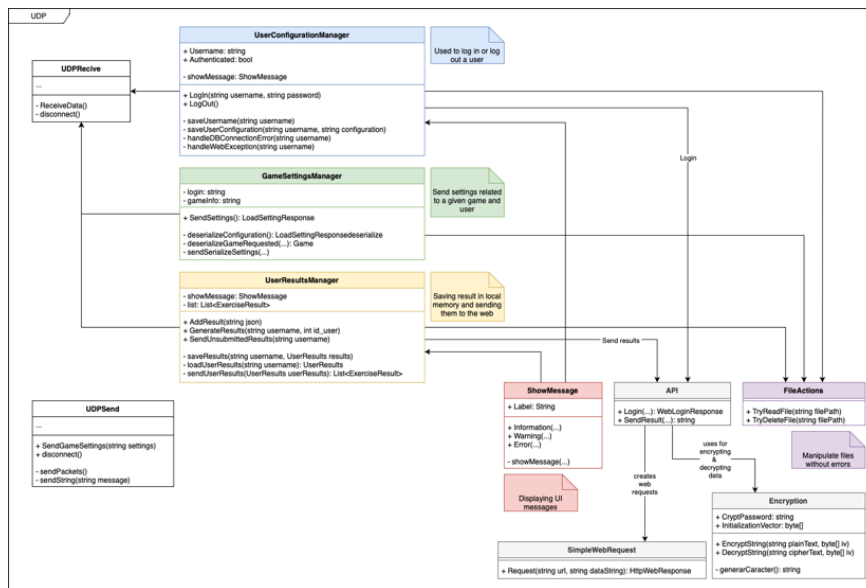 UDP
UserConfigurationManager
+ Username: string
+ Authenticated: bool
- showMessage: ShowMessage
+ LogIn(string username, string password)
+ LogOut()
- saveUsername(string username)
- saveUserConfiguration(string username, string configuration)
- handleDBConnectionError(string username)
- handleWebException(string username)
Used to log in or log
out a user
UDPRecive
...
- ReceiveData()
- disconnect()
Login
GameSettingsManager
- login: string
- gameInfo: string
+ SendSettings(): LoadSettingResponse
- deserializeConfiguration(): LoadSettingResponsedeserialize
- deserializeGameRequested(...): Game
- sendSerializeSettings(...)
Send settings related
to a given game and
user
UserResultsManager
- showMessage: ShowMessage
- list: List<ExerciseResult>
+ AddResult(string json)
+ GenerateResults(string username, int id_user)
+ SendUnsubmittedResults(string username)
- saveResults(string username, UserResults results)
- loadUserResults(string username): UserResults
- sendUserResults(UserResults userResults): List<ExerciseResult>
Saving result in local
memory and sending
them to the web
Send results
UDPSend
...
+ SendGameSettings(string settings)
+ disconnect()
- sendPackets()
- sendString(string message)
ShowMessage
+ Label: String
+ Information(...)
+ Warning(...)
+ Error(...)
- showMessage(...)
Displaying UI
messages
API
+ Login(...): WebLoginResponse
+ SendResult(...): string
FileActions
+ TryReadFile(string filePath)
+ TryDeleteFile(string filePath)
Manipulate files
without errors
uses for
encrypting
&
decrypting
data
creates
web
requests
Encryption
+ CryptPassword: string
+ InitializationVector: byte[]
+ EncryptString(string plainText, byte[] iv)
+ DecryptString(string cipherText, byte[] iv)
- generarCaracter(): string
SimpleWebRequest
+ Request(string url, string dataString): HttpWebResponse